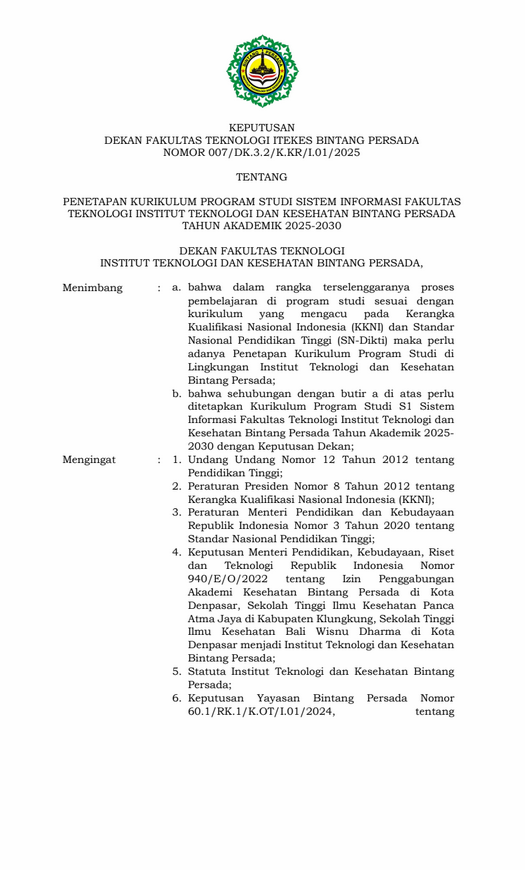 KEPUTUSAN
DEKAN FAKULTAS TEKNOLOGI ITEKES BINTANG PERSADA
NOMOR 007/DK.3.2/K.KR/I.01/2025
TENTANG
PENETAPAN KURIKULUM PROGRAM STUDI SISTEM INFORMASI FAKULTAS
TEKNOLOGI INSTITUT TEKNOLOGI DAN KESEHATAN BINTANG PERSADA
TAHUN AKADEMIK 2025-2030
DEKAN FAKULTAS TEKNOLOGI
INSTITUT TEKNOLOGI DAN KESEHATAN BINTANG PERSADA,
Menimbang : a. bahwa dalam rangka terselenggaranya proses
pembelajaran di program studi sesuai dengan
kurikulum yang mengacu pada Kerangka
Kualifikasi Nasional Indonesia (KKNI) dan Standar
Nasional Pendidikan Tinggi (SN-Dikti) maka perlu
adanya Penetapan Kurikulum Program Studi di
Lingkungan Institut Teknologi dan Kesehatan
Bintang Persada;
b. bahwa sehubungan dengan butir a di atas perlu
ditetapkan Kurikulum Program Studi S1 Sistem
Informasi Fakultas Teknologi Institut Teknologi dan
Kesehatan Bintang Persada Tahun Akademik 2025-
2030 dengan Keputusan Dekan;
Mengingat : 1. Undang Undang Nomor 12 Tahun 2012 tentang
Pendidikan Tinggi;
2. Peraturan Presiden Nomor 8 Tahun 2012 tentang
Kerangka Kualifikasi Nasional Indonesia (KKNI);
3. Peraturan Menteri Pendidikan dan Kebudayaan
Republik Indonesia Nomor 3 Tahun 2020 tentang
Standar Nasional Pendidikan Tinggi;
4. Keputusan Menteri Pendidikan, Kebudayaan, Riset
dan Teknologi Republik Indonesia Nomor
940/E/O/2022 tentang Izin Penggabungan
Akademi Kesehatan Bintang Persada di Kota
Denpasar, Sekolah Tinggi Ilmu Kesehatan Panca
Atma Jaya di Kabupaten Klungkung, Sekolah Tinggi
Ilmu Kesehatan Bali Wisnu Dharma di Kota
Denpasar menjadi Institut Teknologi dan Kesehatan
Bintang Persada;
5. Statuta Institut Teknologi dan Kesehatan Bintang
Persada;
6. Keputusan Yayasan Bintang Persada Nomor
60.1/RK.1/K.OT/I.01/2024, tentang